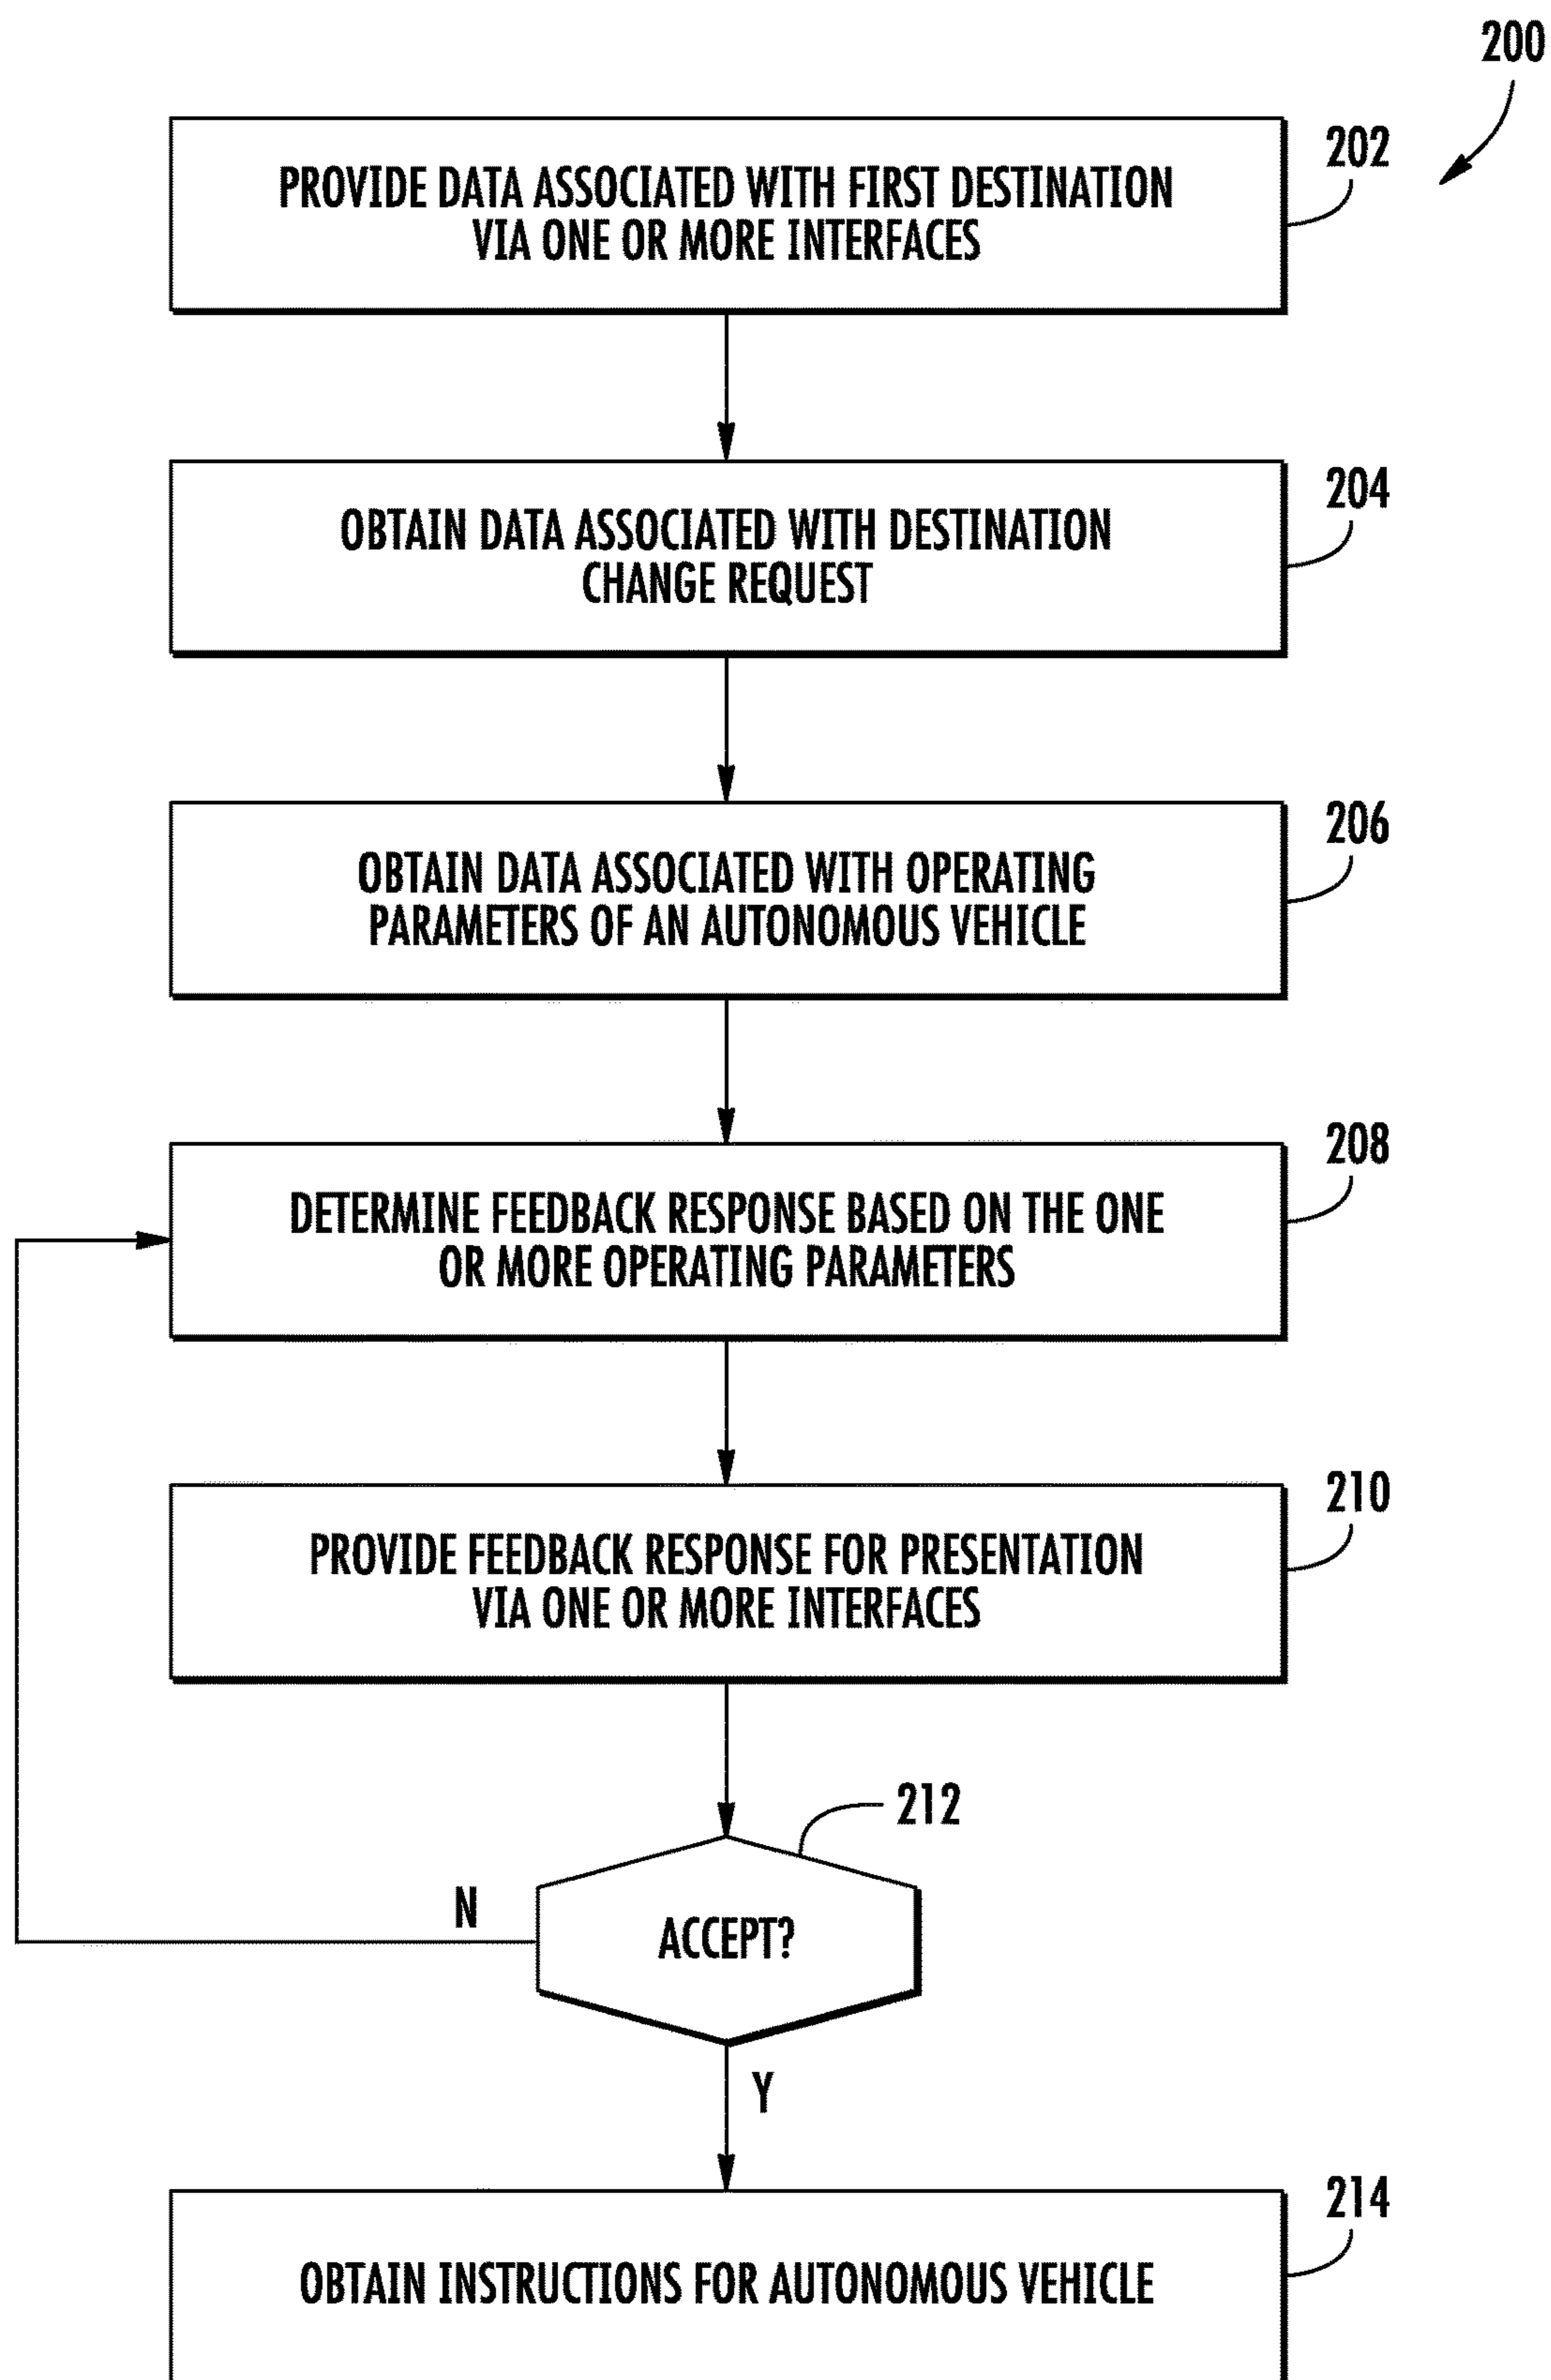 200
202
PROVIDE DATA ASSOCIATED WITH FIRST DESTINATION
VIA ONE OR MORE INTERFACES
204
OBTAIN DATA ASSOCIATED WITH DESTINATION
CHANGE REQUEST
206
OBTAIN DATA ASSOCIATED WITH OPERATING
PARAMETERS OF AN AUTONOMOUS VEHICLE
208
DETERMINE FEEDBACK RESPONSE BASED ON THE ONE
OR MORE OPERATING PARAMETERS
210
PROVIDE FEEDBACK RESPONSE FOR PRESENTATION
VIA ONE OR MORE INTERFACES
212
N
ACCEPT?
Y
214
OBTAIN INSTRUCTIONS FOR AUTONOMOUS VEHICLE